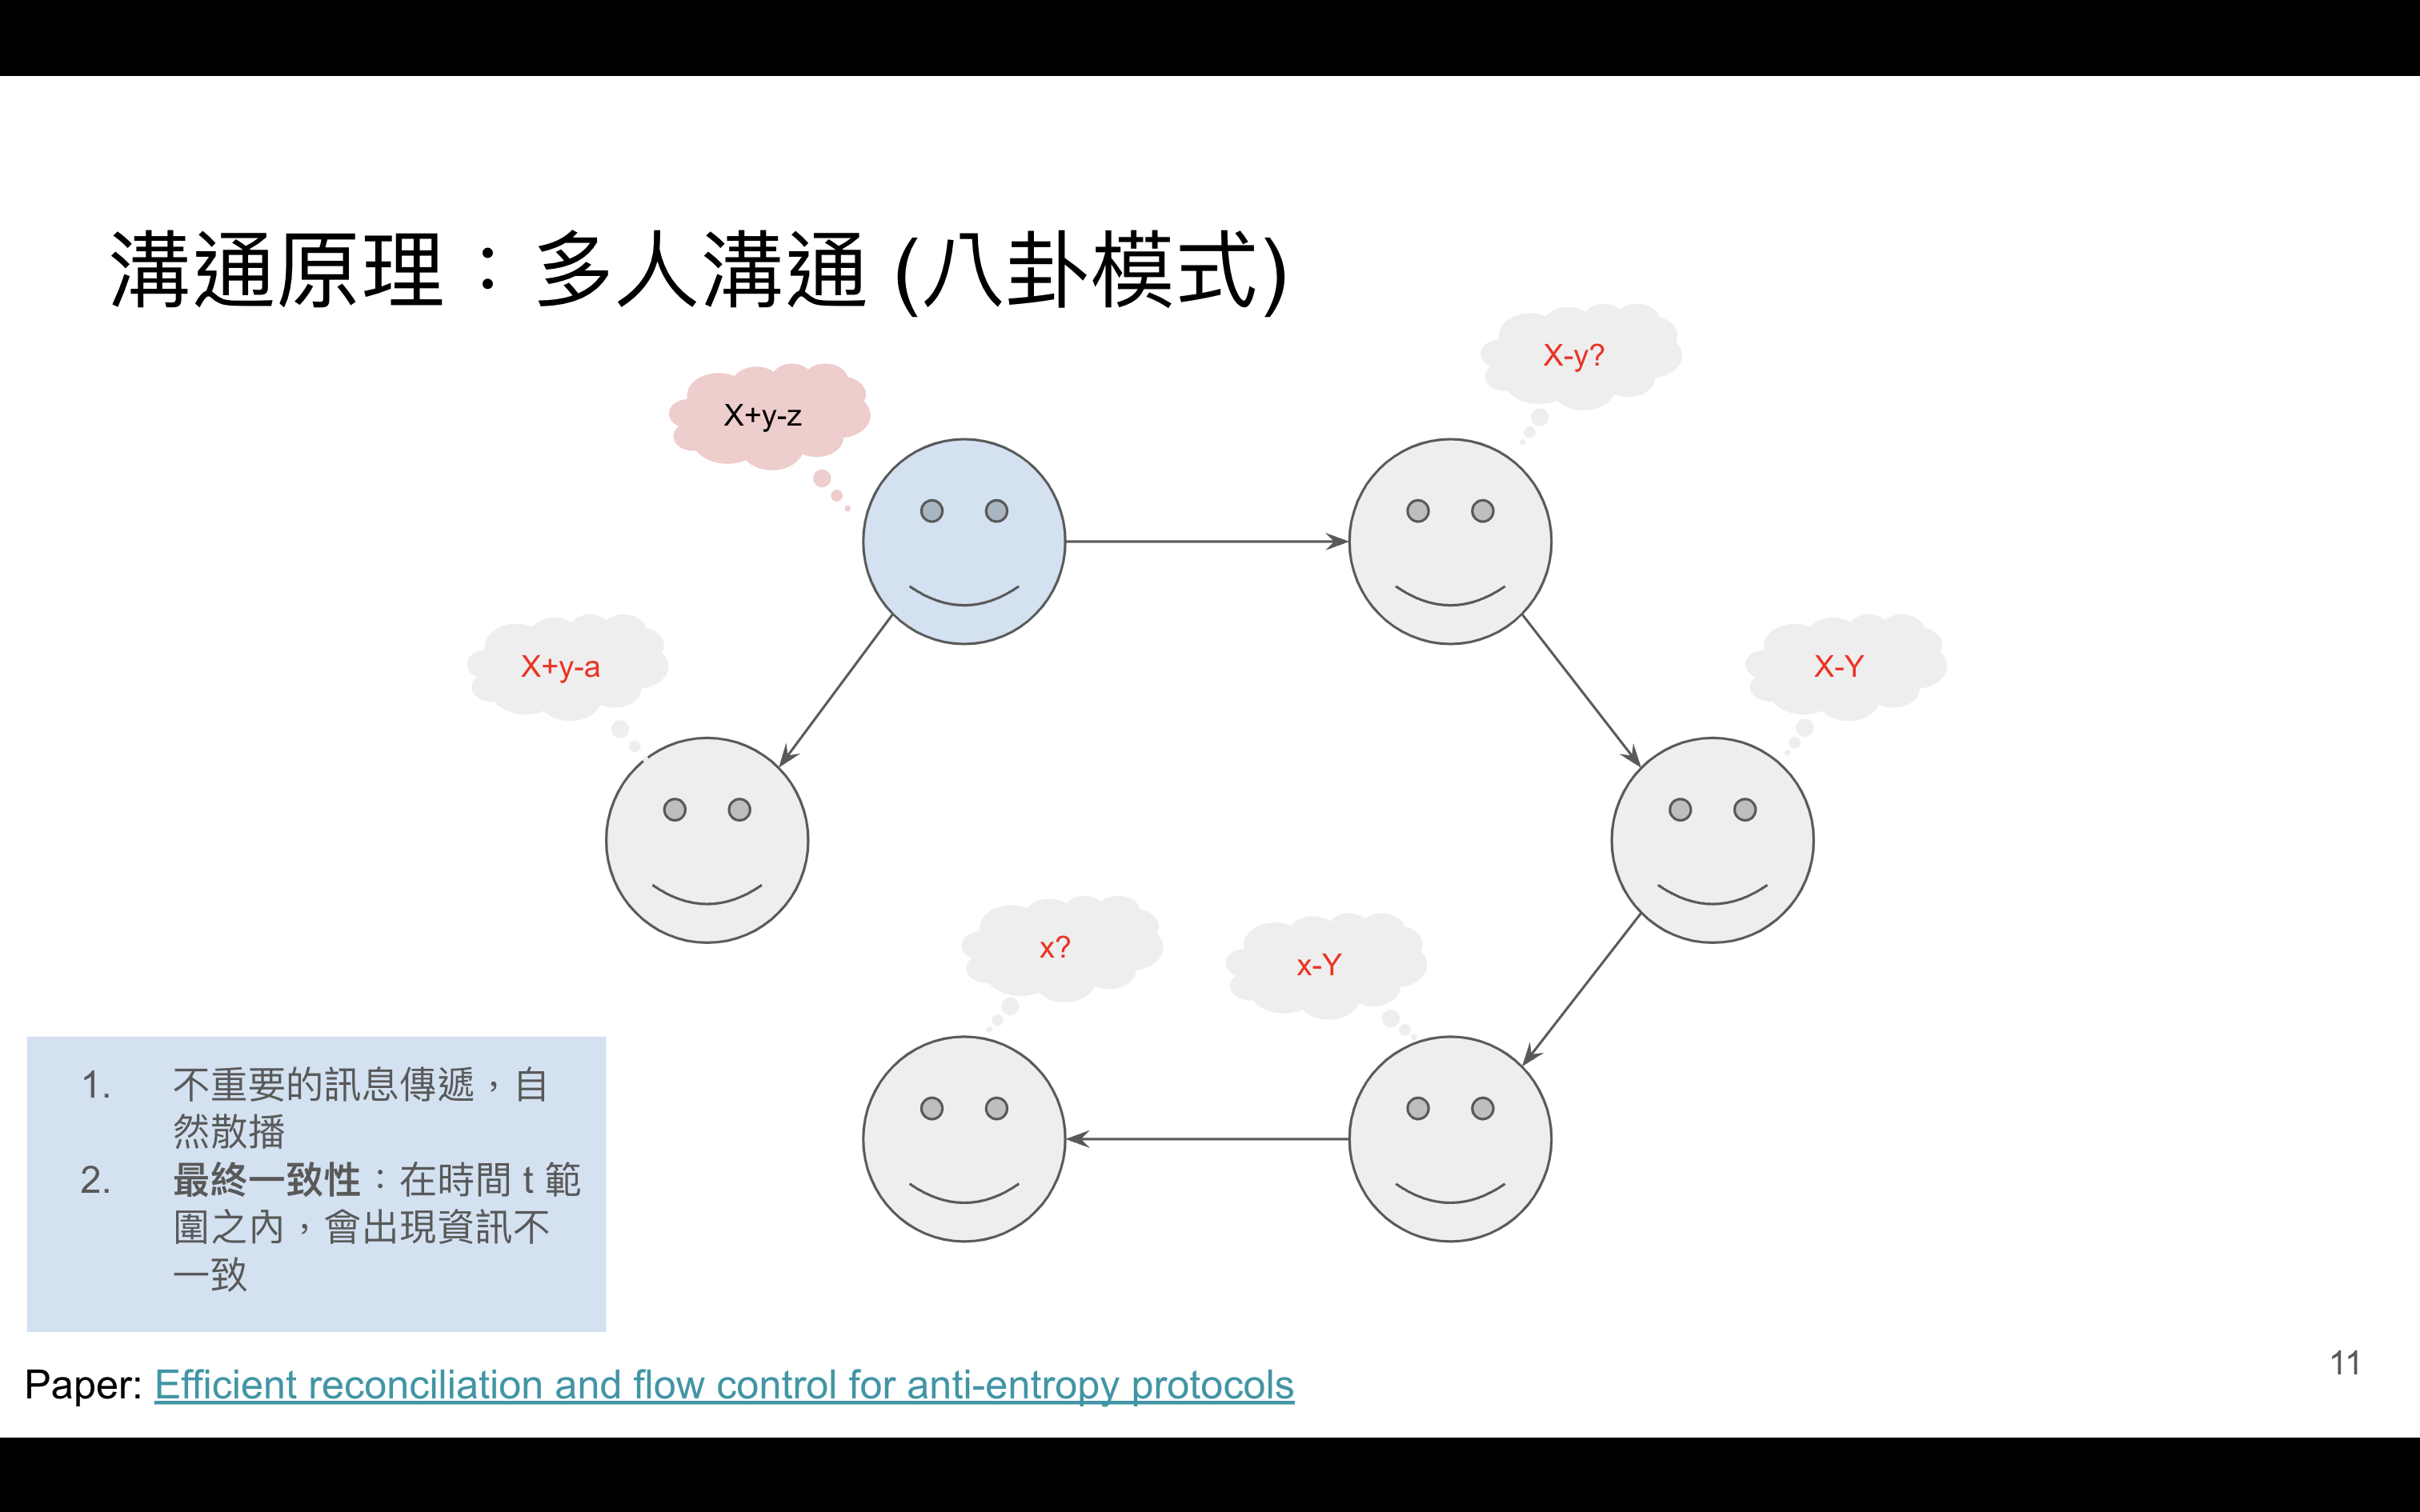 溝通原理：多人溝通 (八卦模式)
X-y?
X+y-z
X+y-a
X-Y
x?
x-Y
1. 不重要的訊息傳遞，自
然散播
2. 最終一致性：在時間 t 範
圍之內，會出現資訊不
一致
11
Paper: Efficient reconciliation and flow control for anti-entropy protocols